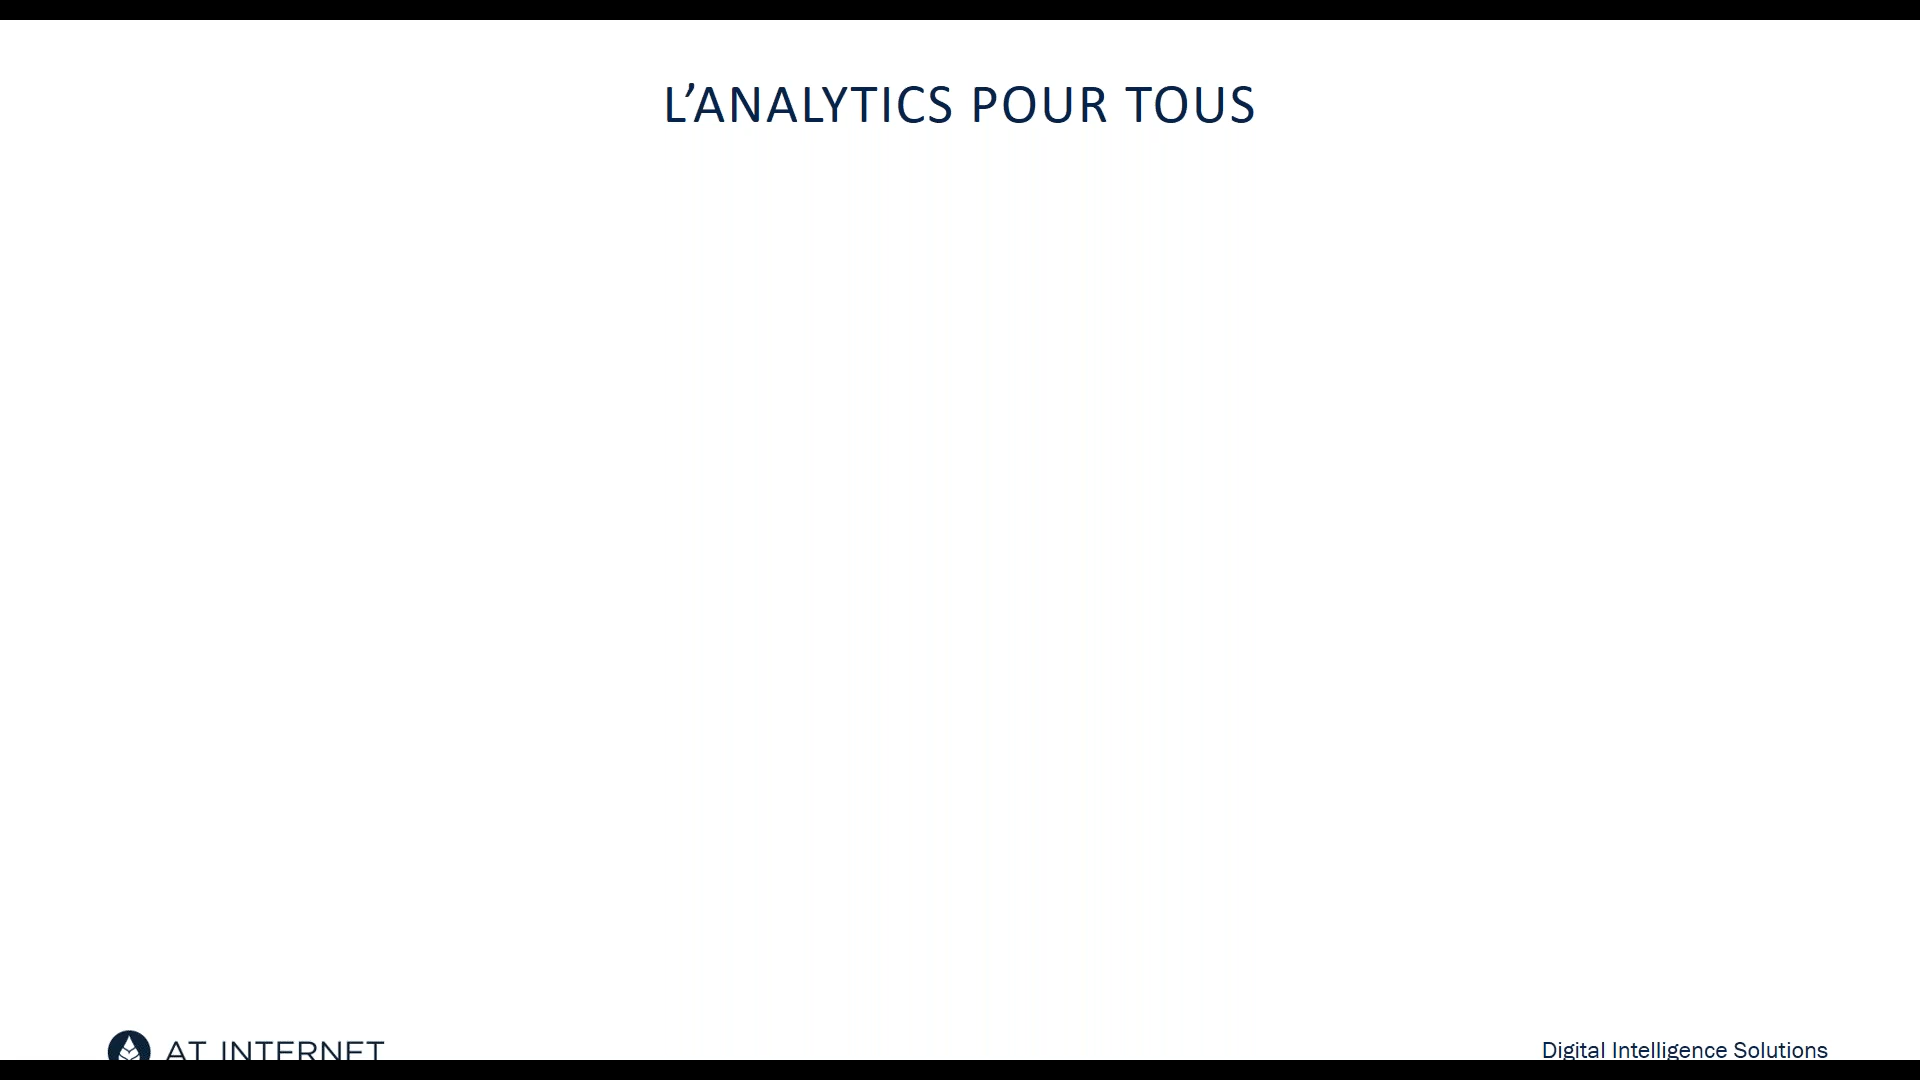 L’ANALYTICS POUR TOUS
AT INTERNET
Digital Intelligence Solutions